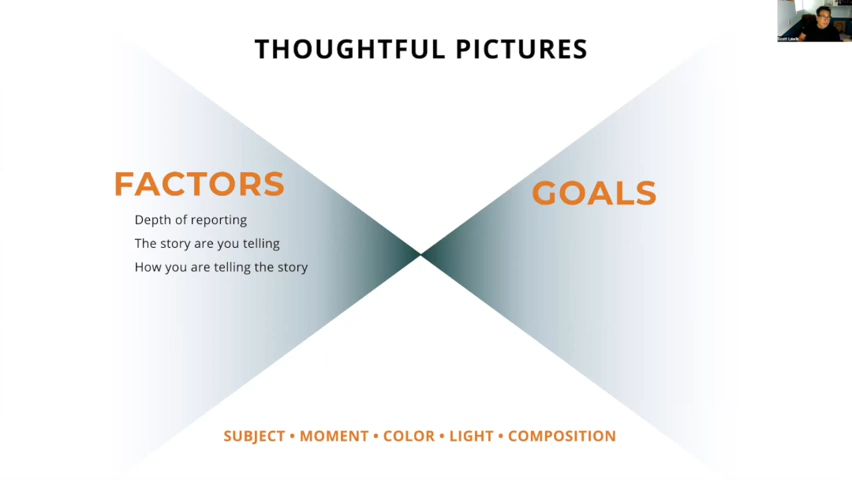 THOUGHTFUL PICTURES
FACTORS
Depth of reporting
The story are you telling
How you are telling the story
GOALS
SUBJECT • MOMENT • COLOR • LIGHT • COMPOSITION